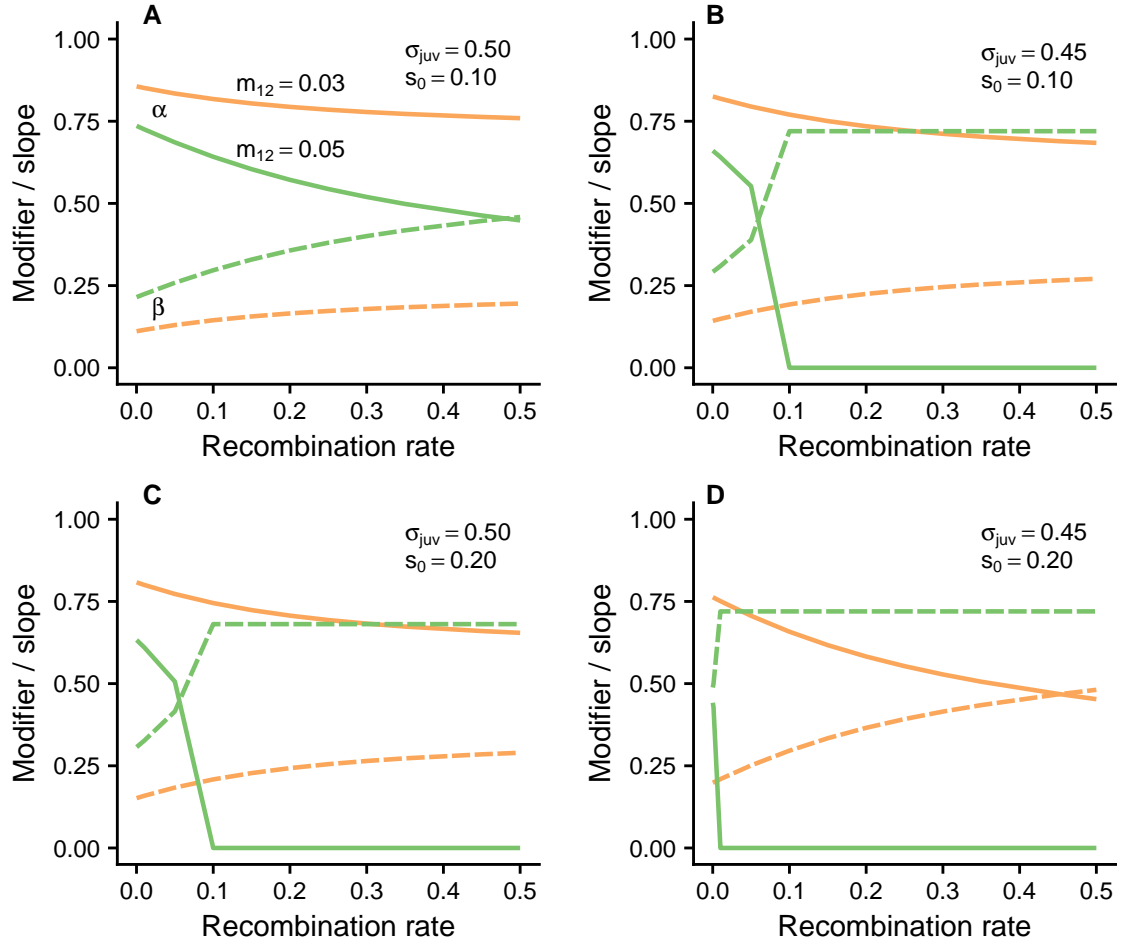 A
σjuv = 0.50
s0 = 0.10
m12 = 0.03
α
m12 = 0.05
β
1.00
0.75
0.50
0.25
0.00
Modifier / slope
0.0 0.1 0.2 0.3 0.4 0.5
Recombination rate
B
σjuv = 0.45
s0 = 0.10
1.00
0.75
0.50
0.25
0.00
Modifier / slope
0.0 0.1 0.2 0.3 0.4 0.5
Recombination rate
C
σjuv = 0.50
s0 = 0.20
1.00
0.75
0.50
0.25
0.00
Modifier / slope
0.0 0.1 0.2 0.3 0.4 0.5
Recombination rate
D
σjuv = 0.45
s0 = 0.20
1.00
0.75
0.50
0.25
0.00
Modifier / slope
0.0 0.1 0.2 0.3 0.4 0.5
Recombination rate